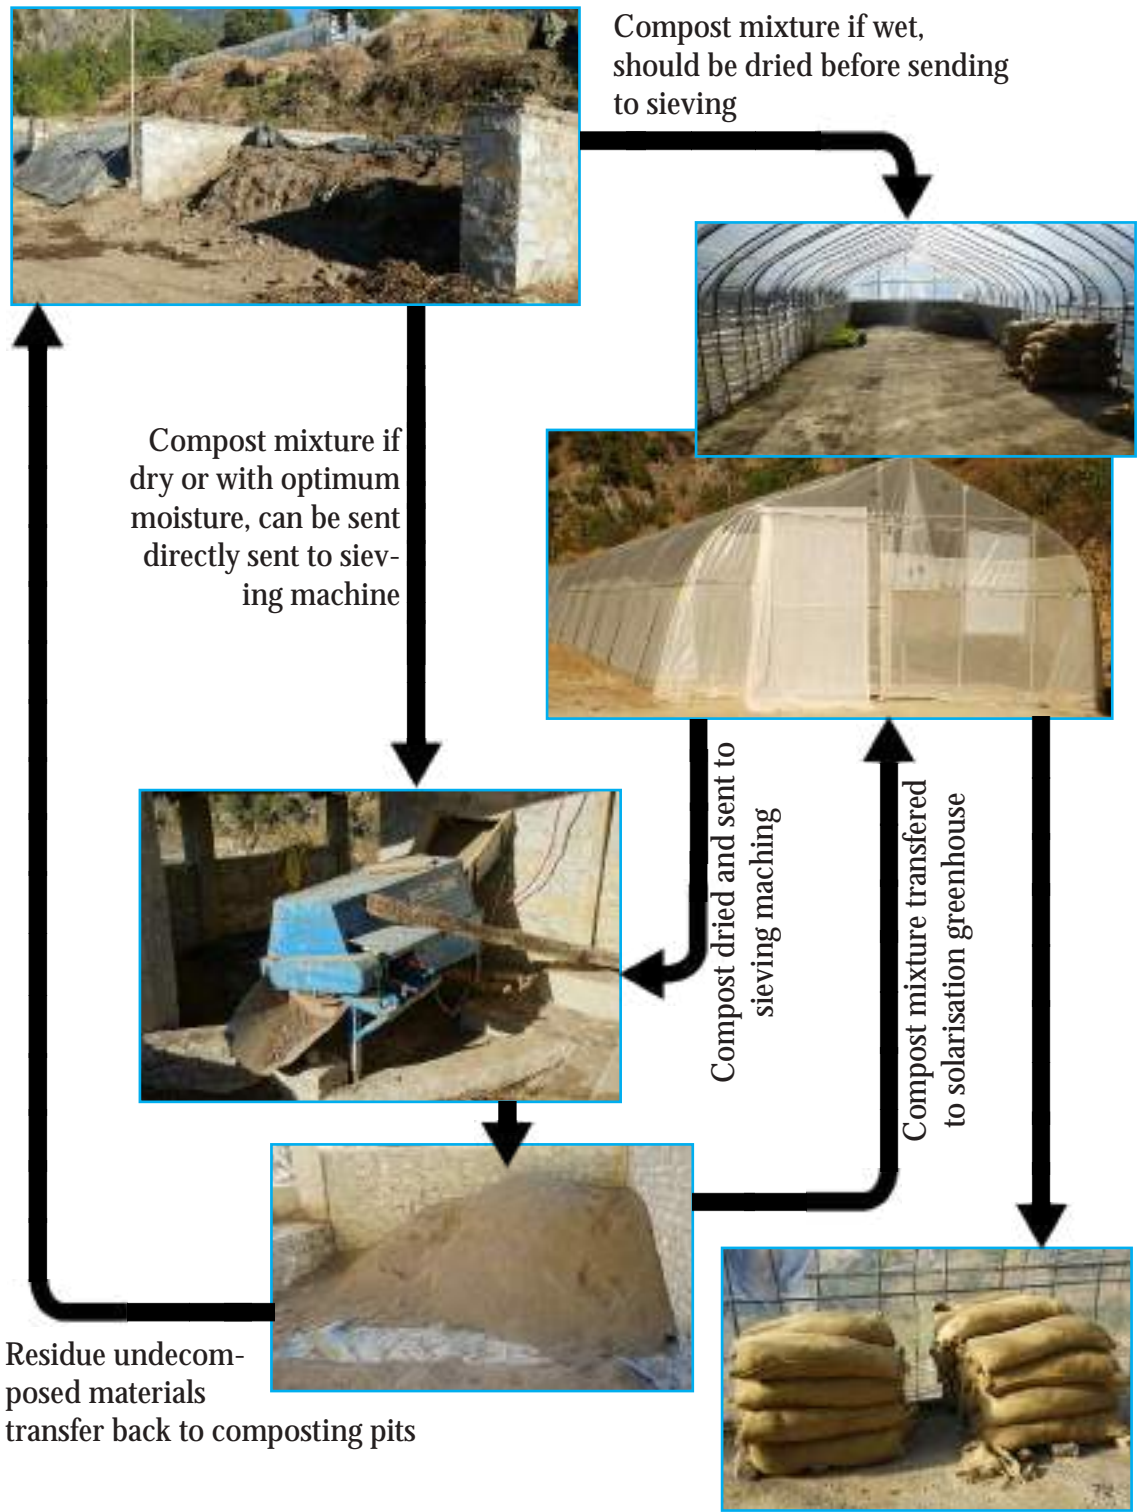 Compost mixture if wet,
should be dried before sending
to sieving
Compost mixture if
dry or with optimum
moisture, can be sent
directly sent to siev-
ing machine
Compost dried and sent to
sieving maching
Compost mixture transfered
to solarisation greenhouse
Residue undecom-
posed materials
transfer back to composting pits